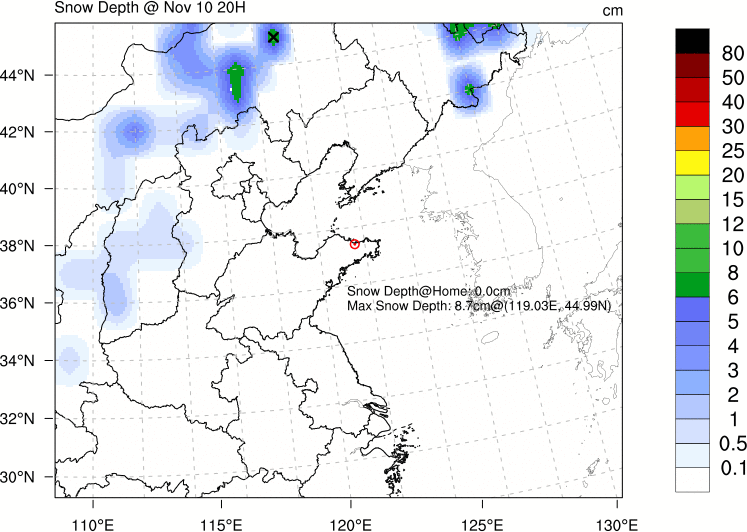 Snow Depth @ Nov 10 20H
cm
44°N
42°N
40°N
38°N
36°N
34°N
32°N
30°N
110°E
115°E
120°E
125°E
130°E
Snow Depth@Home: 0.0cm
Max Snow Depth: 8.7cm@(119.03E, 44.99N)
80
50
40
30
25
20
15
12
10
8
6
5
4
3
2
1
0.5
0.1